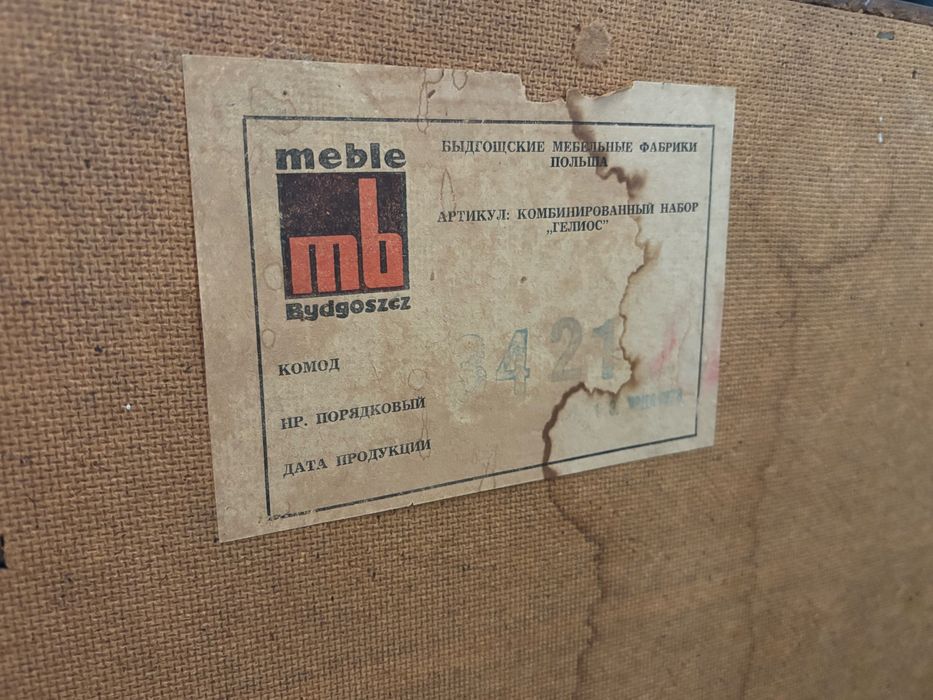 meble
mb
Bydgoszcz
БЫДГОЩСКИЕ МЕБЕЛЬНЫЕ ФАБРИКИ
ПОЛЬША
АРТИКУЛ: КОМБИНИРОВАННЫЙ НАБОР
„ГЕЛИОС”
КОМОД
3421
НР. ПОРЯДКОВЫЙ
ДАТА ПРОДУКЦИИ